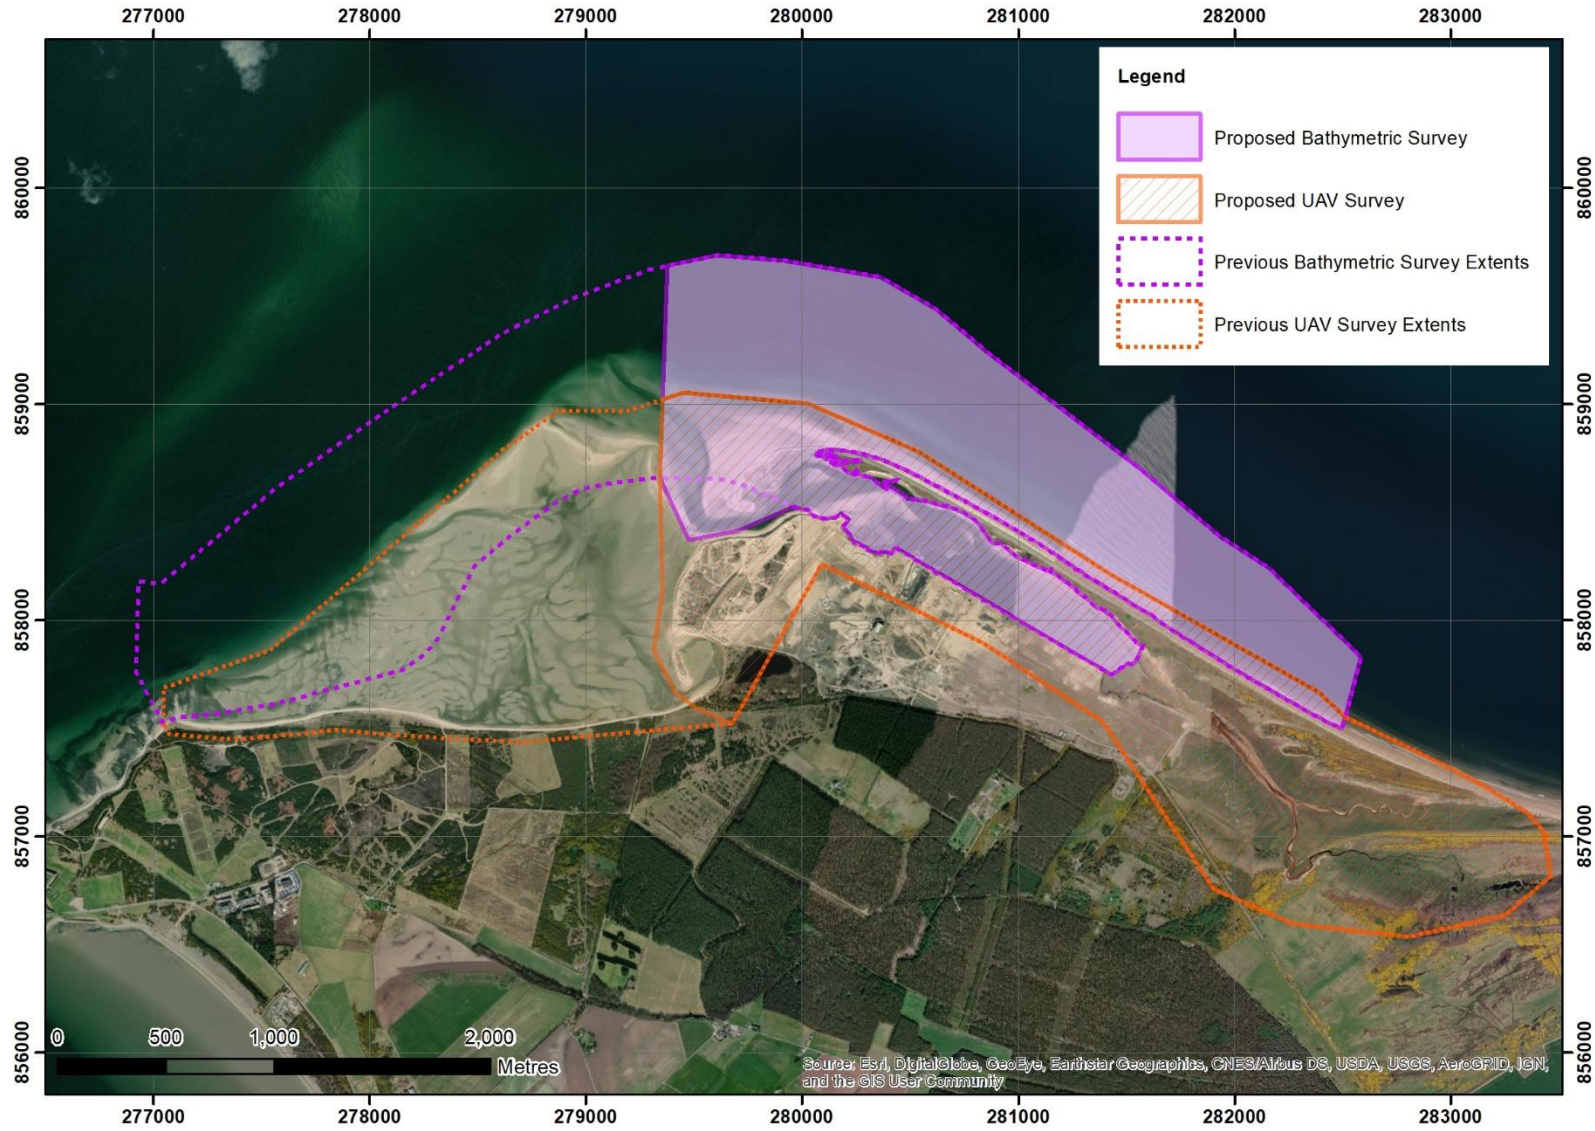 277000 278000 279000 280000 281000 282000 283000
Legend
Proposed Bathymetric Survey
Proposed UAV Survey
Previous Bathymetric Survey Extents
Previous UAV Survey Extents
860000 860000
859000 859000
858000 858000
857000 857000
856000 856000
0 500 1,000 2,000
Metres
Source: Esri, DigitalGlobe, GeoEye, Earthstar Geographics, CNES/Airbus DS, USDA, USGS, AeroGRID, IGN,
and the GIS User Community
277000 278000 279000 280000 281000 282000 283000